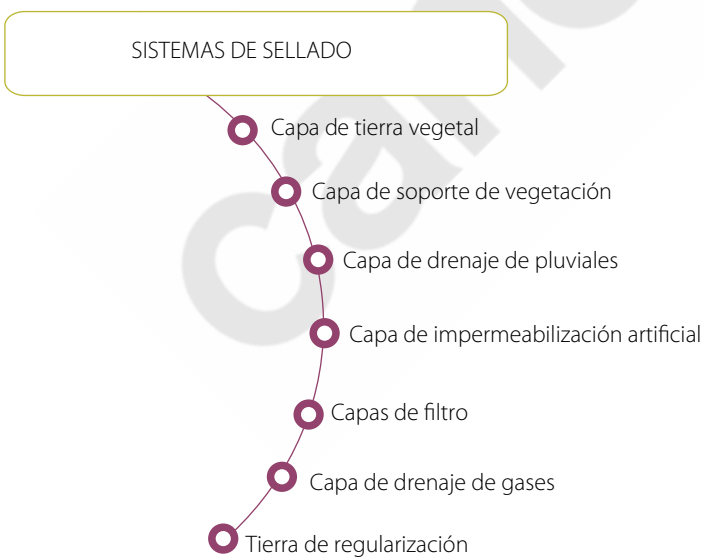 SISTEMAS DE SELLADO
Capa de tierra vegetal
Capa de soporte de vegetación
Capa de drenaje de pluviales
Capa de impermeabilización artificial
Capas de filtro
Capa de drenaje de gases
Tierra de regularización